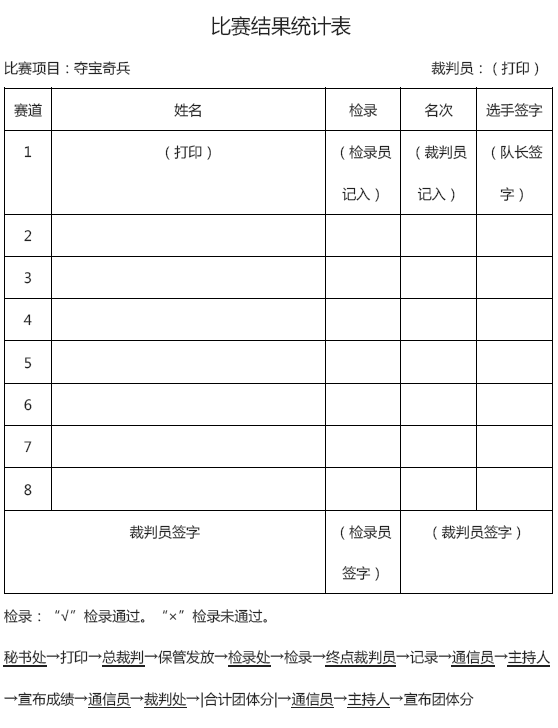 比赛结果统计表
比赛项目：夺宝奇兵 裁判员：（打印）
赛道 姓名 检录 名次 选手签字
1 （打印） （检录员 （裁判员 （队长签
记入） 记入） 字）
2
3
4
5
6
7
8
裁判员签字 （检录员 （裁判员签字）
签字）
检录：“√”检录通过。“×”检录未通过。
秘书处→打印→总裁判→保管发放→检录处→检录→终点裁判员→记录→通信员→主持人
→宣布成绩→通信员→裁判处→|合计团体分|→通信员→主持人→宣布团体分